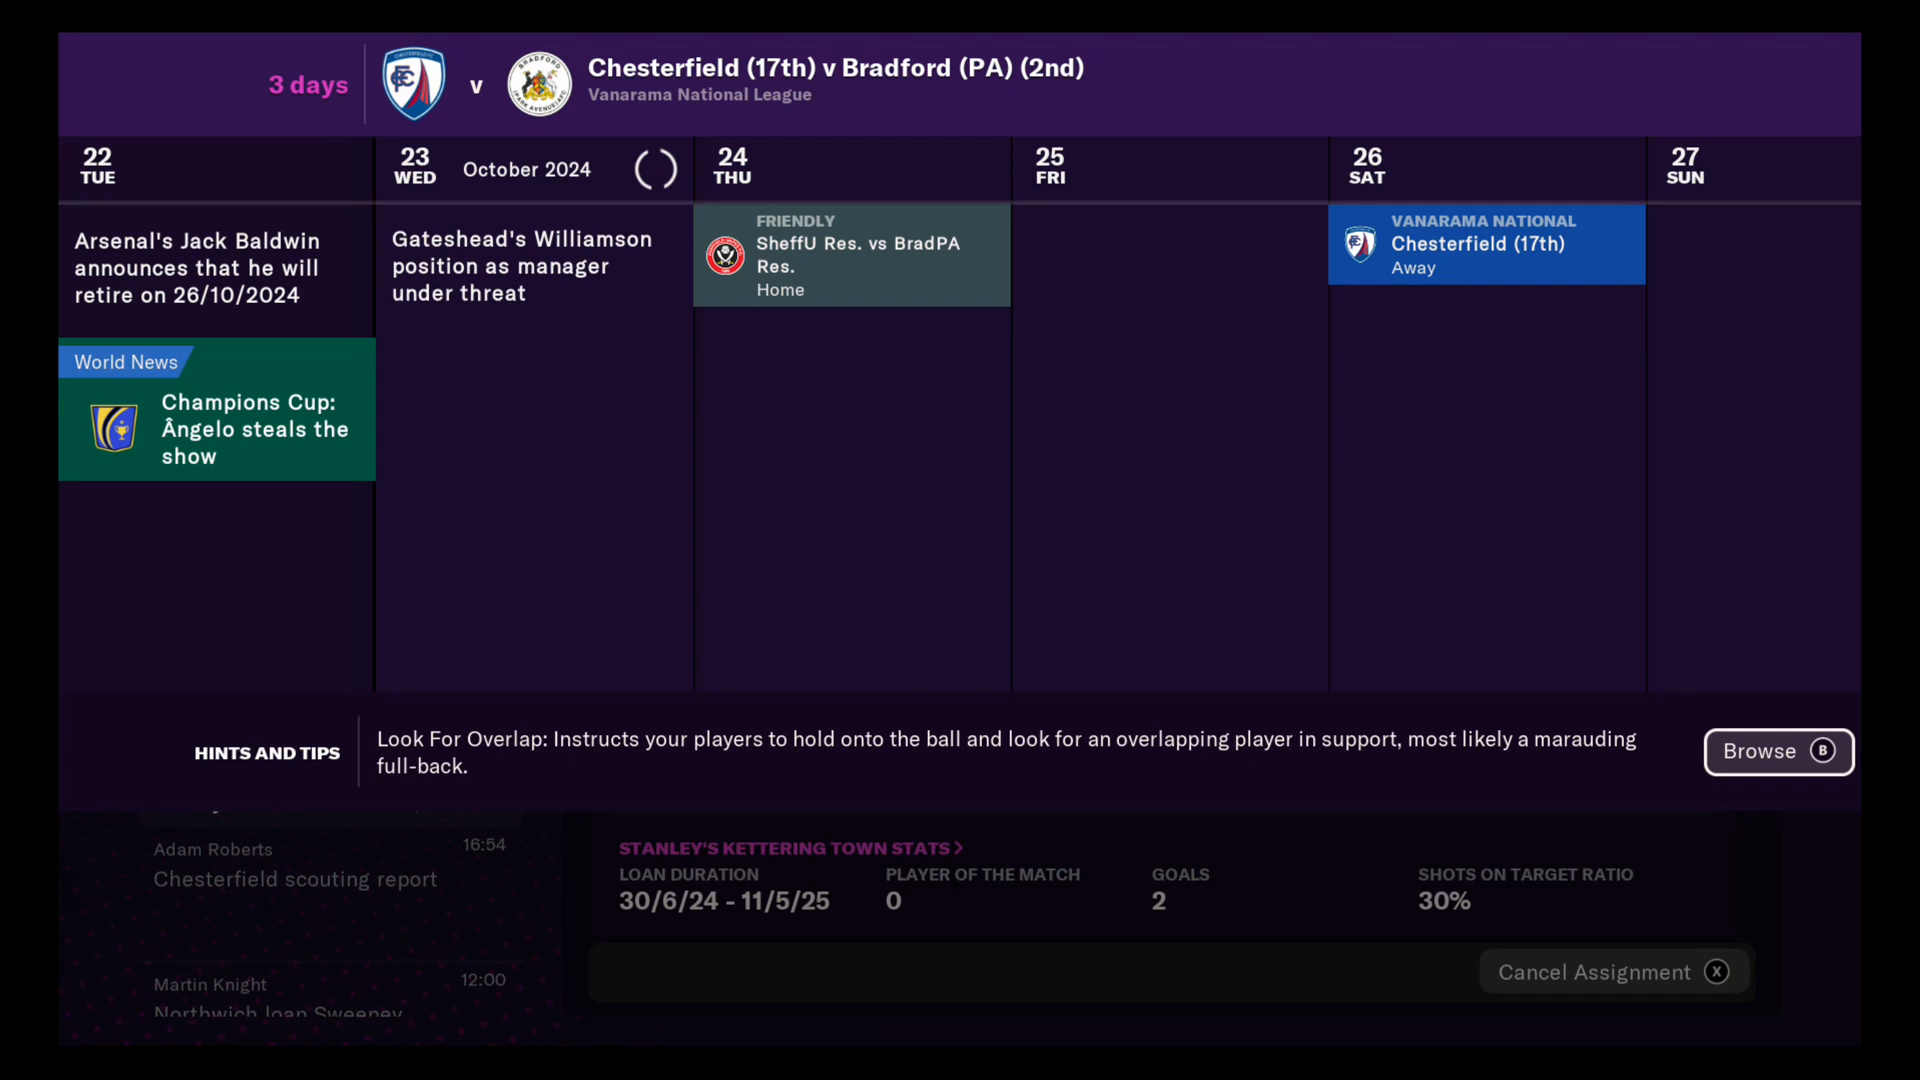 3 days
v
Chesterfield (17th) v Bradford (PA) (2nd)
Vanarama National League
22
TUE
23
WED
October 2024
24
THU
25
FRI
26
SAT
27
SUN
Arsenal's Jack Baldwin
announces that he will
retire on 26/10/2024
World News
Champions Cup:
Ângelo steals the
show
Gateshead's Williamson
position as manager
under threat
FRIENDLY
SheffU Res. vs BradPA
Res.
Home
VANARAMA NATIONAL
Chesterfield (17th)
Away
HINTS AND TIPS
Look For Overlap: Instructs your players to hold onto the ball and look for an overlapping player in support, most likely a marauding
full-back.
Browse B
Adam Roberts
16:54
Chesterfield scouting report
Martin Knight
12:00
Northwich loan Sweeney
STANLEY'S KETTERING TOWN STATS >
LOAN DURATION
30/6/24 - 11/5/25
PLAYER OF THE MATCH
0
GOALS
2
SHOTS ON TARGET RATIO
30%
Cancel Assignment X